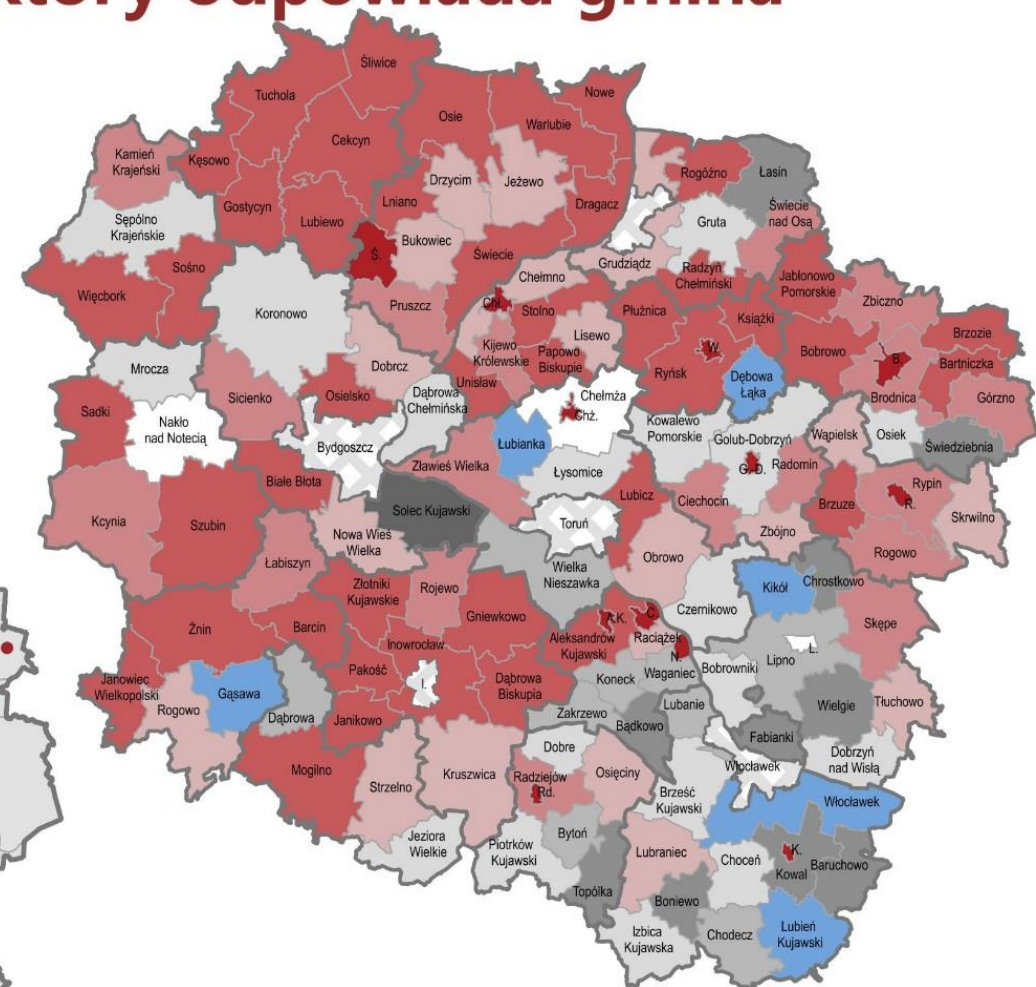 który odpowiada gmina
Śliwice
Tuchola
Nowe
Osie
Warlubie
Cekcyn
Kamień
Krajeński
Kęsowo
Rogóźno
Łasin
Drzycim
Jeżewo
Gostycyn
Lniano
Dragacz
Świecie
nad Osą
Sępólno
Krajeńskie
Lubiewo
Gruta
Bukowiec
Ś.
Świecie
Sośno
Grudziądz
Radzyń
Chełmiński
Jabłonowo
Pomorskie
Chełmno
Więcbork
Zbiczno
Koronowo
Pruszcz
Chł.
Stolno
Płużnica
Książki
Brzozie
Lisewo
Kijewo
Królewskie
Papowo
Biskupie
W.
Bobrowo
B.
Bartniczka
Mrocza
Dobrcz
Ryńsk
Dębowa
Łąka
Unisław
Sicienko
Osielsko
Dąbrowa
Chełmińska
Chełmża
Chż.
Brodnica
Górzno
Sadki
Nakło
nad Notecią
Bydgoszcz
Łubianka
Kowalewo
Pomorskie
Golub-Dobrzyń
Wąpielsk
Osiek
Świedziebnia
Zławieś Wielka
Łysomice
G.-D.
Radomin
Białe Błota
Lubicz
Ciechocin
Brzuze
Rypin
R.
Solec Kujawski
Kcynia
Szubin
Toruń
Zbójno
Skrwilno
Nowa Wieś
Wielka
Łabiszyn
Obrowo
Rogowo
Wielka
Nieszawka
Złotniki
Kujawskie
Rojewo
Kikół
Chrostkowo
Czernikowo
Gniewkowo
A.K.
C.
Żnin
Barcin
Aleksandrów
Kujawski
Raciążek
Skępe
Inowrocław
N.
L.
Lipno
Janowiec
Wielkopolski
Pakość
Dąbrowa
Biskupia
Koneck
Waganiec
Bobrowniki
Gąsawa
I.
Rogowo
Dąbrowa
Janikowo
Zakrzewo
Lubanie
Wielgie
Tłuchowo
Bądkowo
Fabianki
Dobre
Dobrzyń
nad Wisłą
Mogilno
Kruszwica
Radziejów
Rd.
Osięciny
Włocławek
Strzelno
Brześć
Kujawski
Włocławek
Jeziora
Wielkie
Piotrków
Kujawski
Bytoń
Lubraniec
Choceń
K.
Kowal
Baruchowo
Topólka
Boniewo
Izbica
Kujawska
Chodecz
Lubień
Kujawski